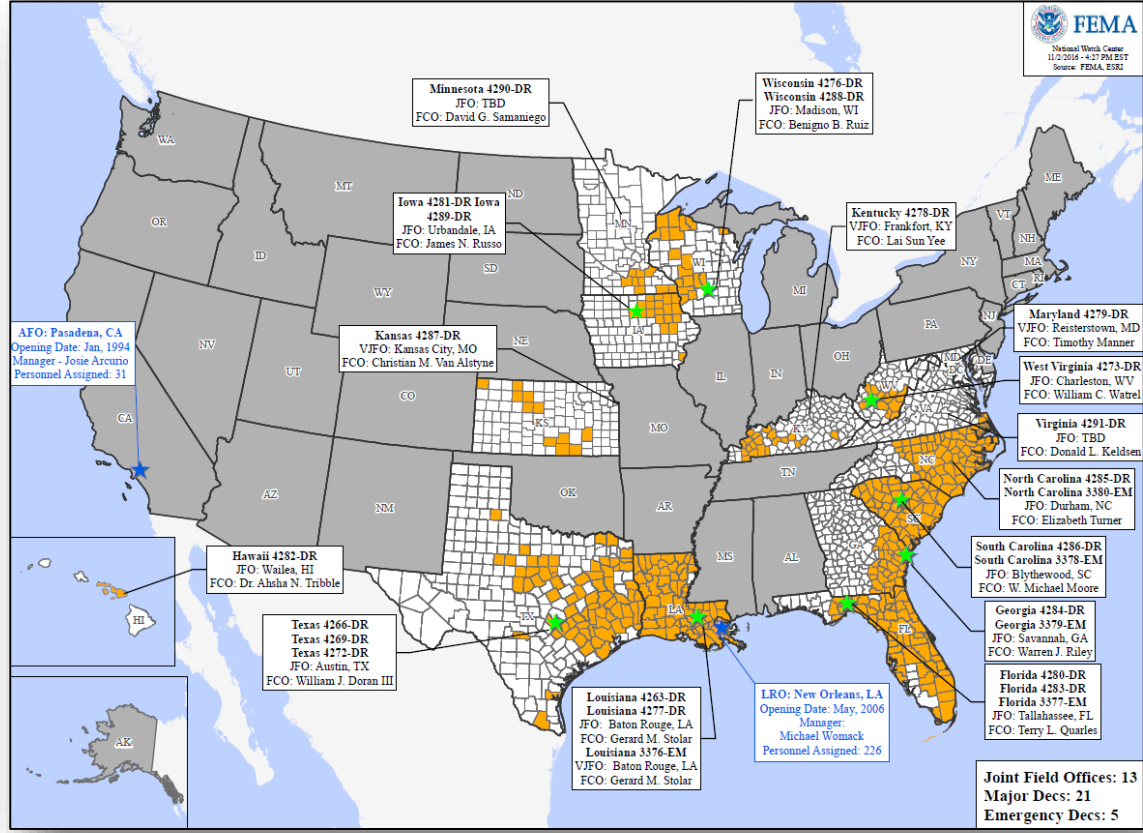 FEMA
National Watch Center
11/2/2016 - 4:27 PM EST
Source: FEMA, ESRI
Minnesota 4290-DR
JFO: TBD
FCO: David G. Samaniego
Wisconsin 4276-DR
Wisconsin 4288-DR
JFO: Madison, WI
FCO: Benigno B. Ruiz
Iowa 4281-DR Iowa
4289-DR
JFO: Urbandale, IA
FCO: James N. Russo
Kentucky 4278-DR
VJFO: Frankfort, KY
FCO: Lai Sun Yee
Kansas 4287-DR
VJFO: Kansas City, MO
FCO: Christian M. Van Alstyne
AFO: Pasadena, CA
Opening Date: Jan, 1994
Manager - Josie Arcurio
Personnel Assigned: 31
Maryland 4279-DR
VJFO: Reisterstown, MD
FCO: Timothy Manner
West Virginia 4273-DR
JFO: Charleston, WV
FCO: William C. Watrel
Virginia 4291-DR
JFO: TBD
FCO: Donald L. Keldsen
North Carolina 4285-DR
North Carolina 3380-EM
JFO: Durham, NC
FCO: Elizabeth Turner
South Carolina 4286-DR
South Carolina 3378-EM
JFO: Blythewood, SC
FCO: W. Michael Moore
Georgia 4284-DR
Georgia 3379-EM
JFO: Savannah, GA
FCO: Warren J. Riley
Florida 4280-DR
Florida 4283-DR
Florida 3377-EM
JFO: Tallahassee, FL
FCO: Terry L. Quarles
Hawaii 4282-DR
JFO: Wailea, HI
FCO: Dr. Ahsha N. Tribble
Texas 4266-DR
Texas 4269-DR
Texas 4272-DR
JFO: Austin, TX
FCO: William J. Doran III
Louisiana 4263-DR
Louisiana 4277-DR
JFO: Baton Rouge, LA
FCO: Gerard M. Stolar
Louisiana 3376-EM
VJFO: Baton Rouge, LA
FCO: Gerard M. Stolar
LRO: New Orleans, LA
Opening Date: May, 2006
Manager:
Michael Womack
Personnel Assigned: 226
Joint Field Offices: 13
Major Decs: 21
Emergency Decs: 5
WA
MT
ND
MN
ME
OR
ID
SD
WI
VT
NH
WY
MI
NY
MA
CT
RI
NV
NE
IA
PA
NJ
UT
CO
IL
IN
OH
MD
DE
DC
WV
VA
CA
KS
MO
KY
AZ
NM
OK
AR
TN
NC
SC
MS
AL
GA
TX
LA
FL
HI
AK